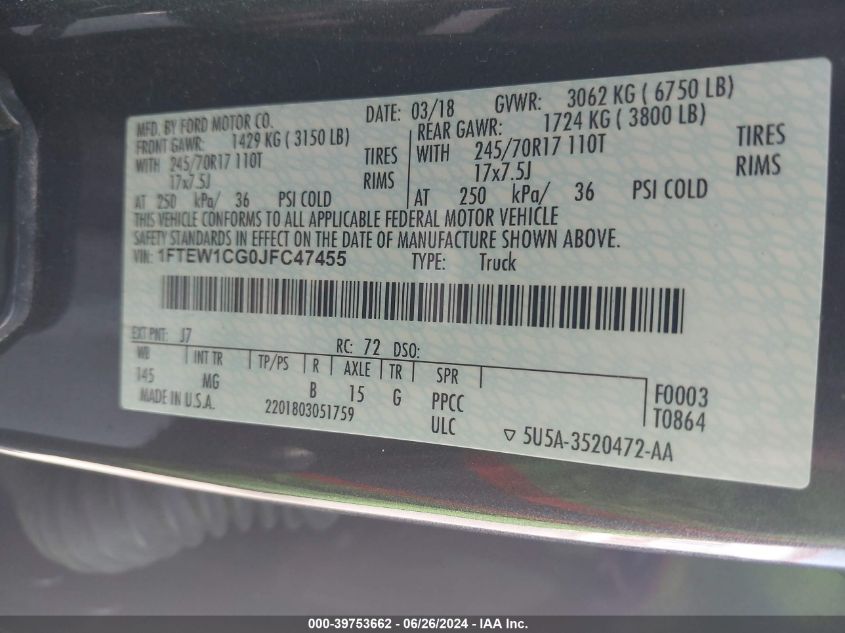 MFD. BY FORD MOTOR CO.
DATE: 03/18 GVWR: 3062 KG ( 6750 LB)
FRONT GAWR: 1429 KG ( 3150 LB)
REAR GAWR: 1724 KG ( 3800 LB)
WITH 245/70R17 110T TIRES
WITH 245/70R17 110T TIRES
17x7.5J RIMS
17x7.5J RIMS
AT 250 kPa/ 36 PSI COLD
AT 250 kPa/ 36 PSI COLD
THIS VEHICLE CONFORMS TO ALL APPLICABLE FEDERAL MOTOR VEHICLE
SAFETY STANDARDS IN EFFECT ON THE DATE OF MANUFACTURE SHOWN ABOVE.
VIN: 1FTEW1CG0JFC47455 TYPE: Truck
EXT PNT: J7 RC: 72 DSO:
WB INT TR TP/PS R AXLE TR SPR
145 MG B 15 G PPCC F0003
MADE IN U.S.A. 2201803051759 ULC T0864
▽ 5U5A-3520472-AA
000-39753662 - 06/26/2024 - IAA Inc.